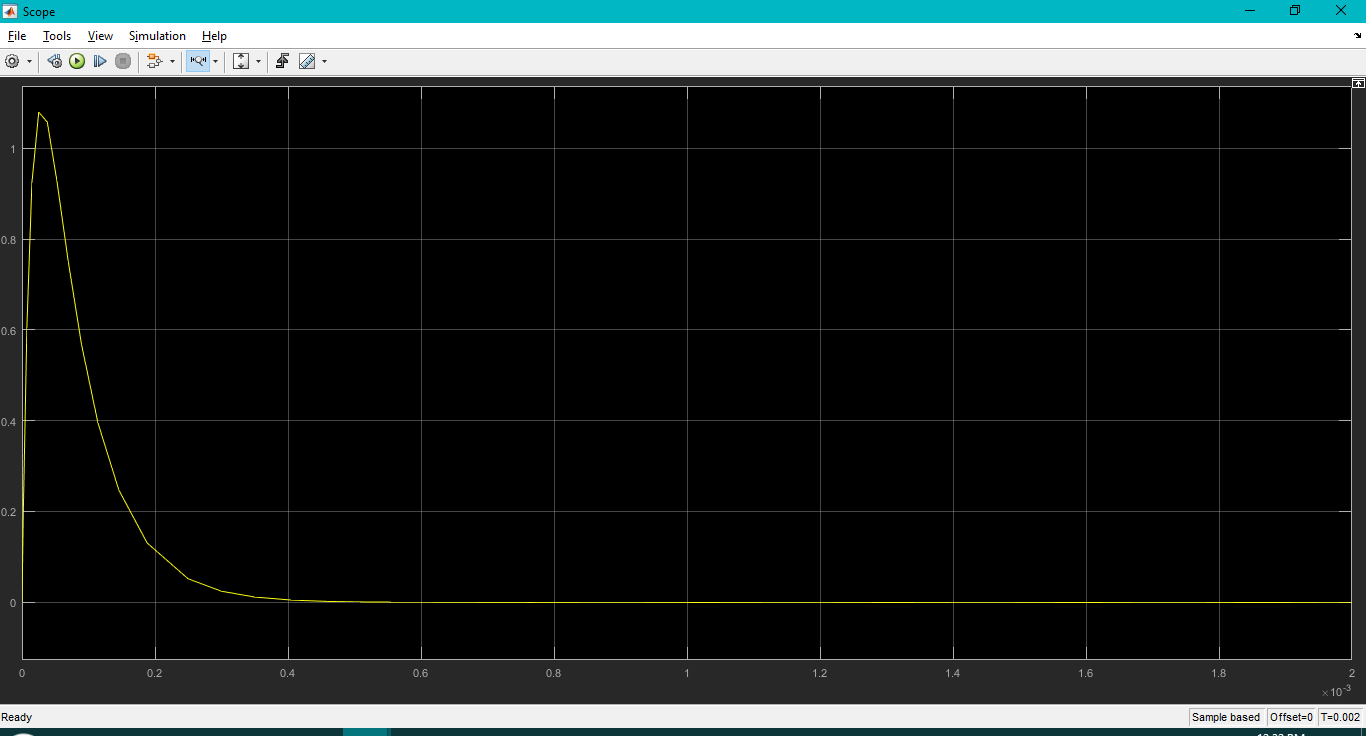 Scope
File Tools View Simulation Help
1
0.8
0.6
0.4
0.2
0
0 0.2 0.4 0.6 0.8 1 1.2 1.4 1.6 1.8 2
×10-3
Ready
Sample based Offset=0 T=0.002